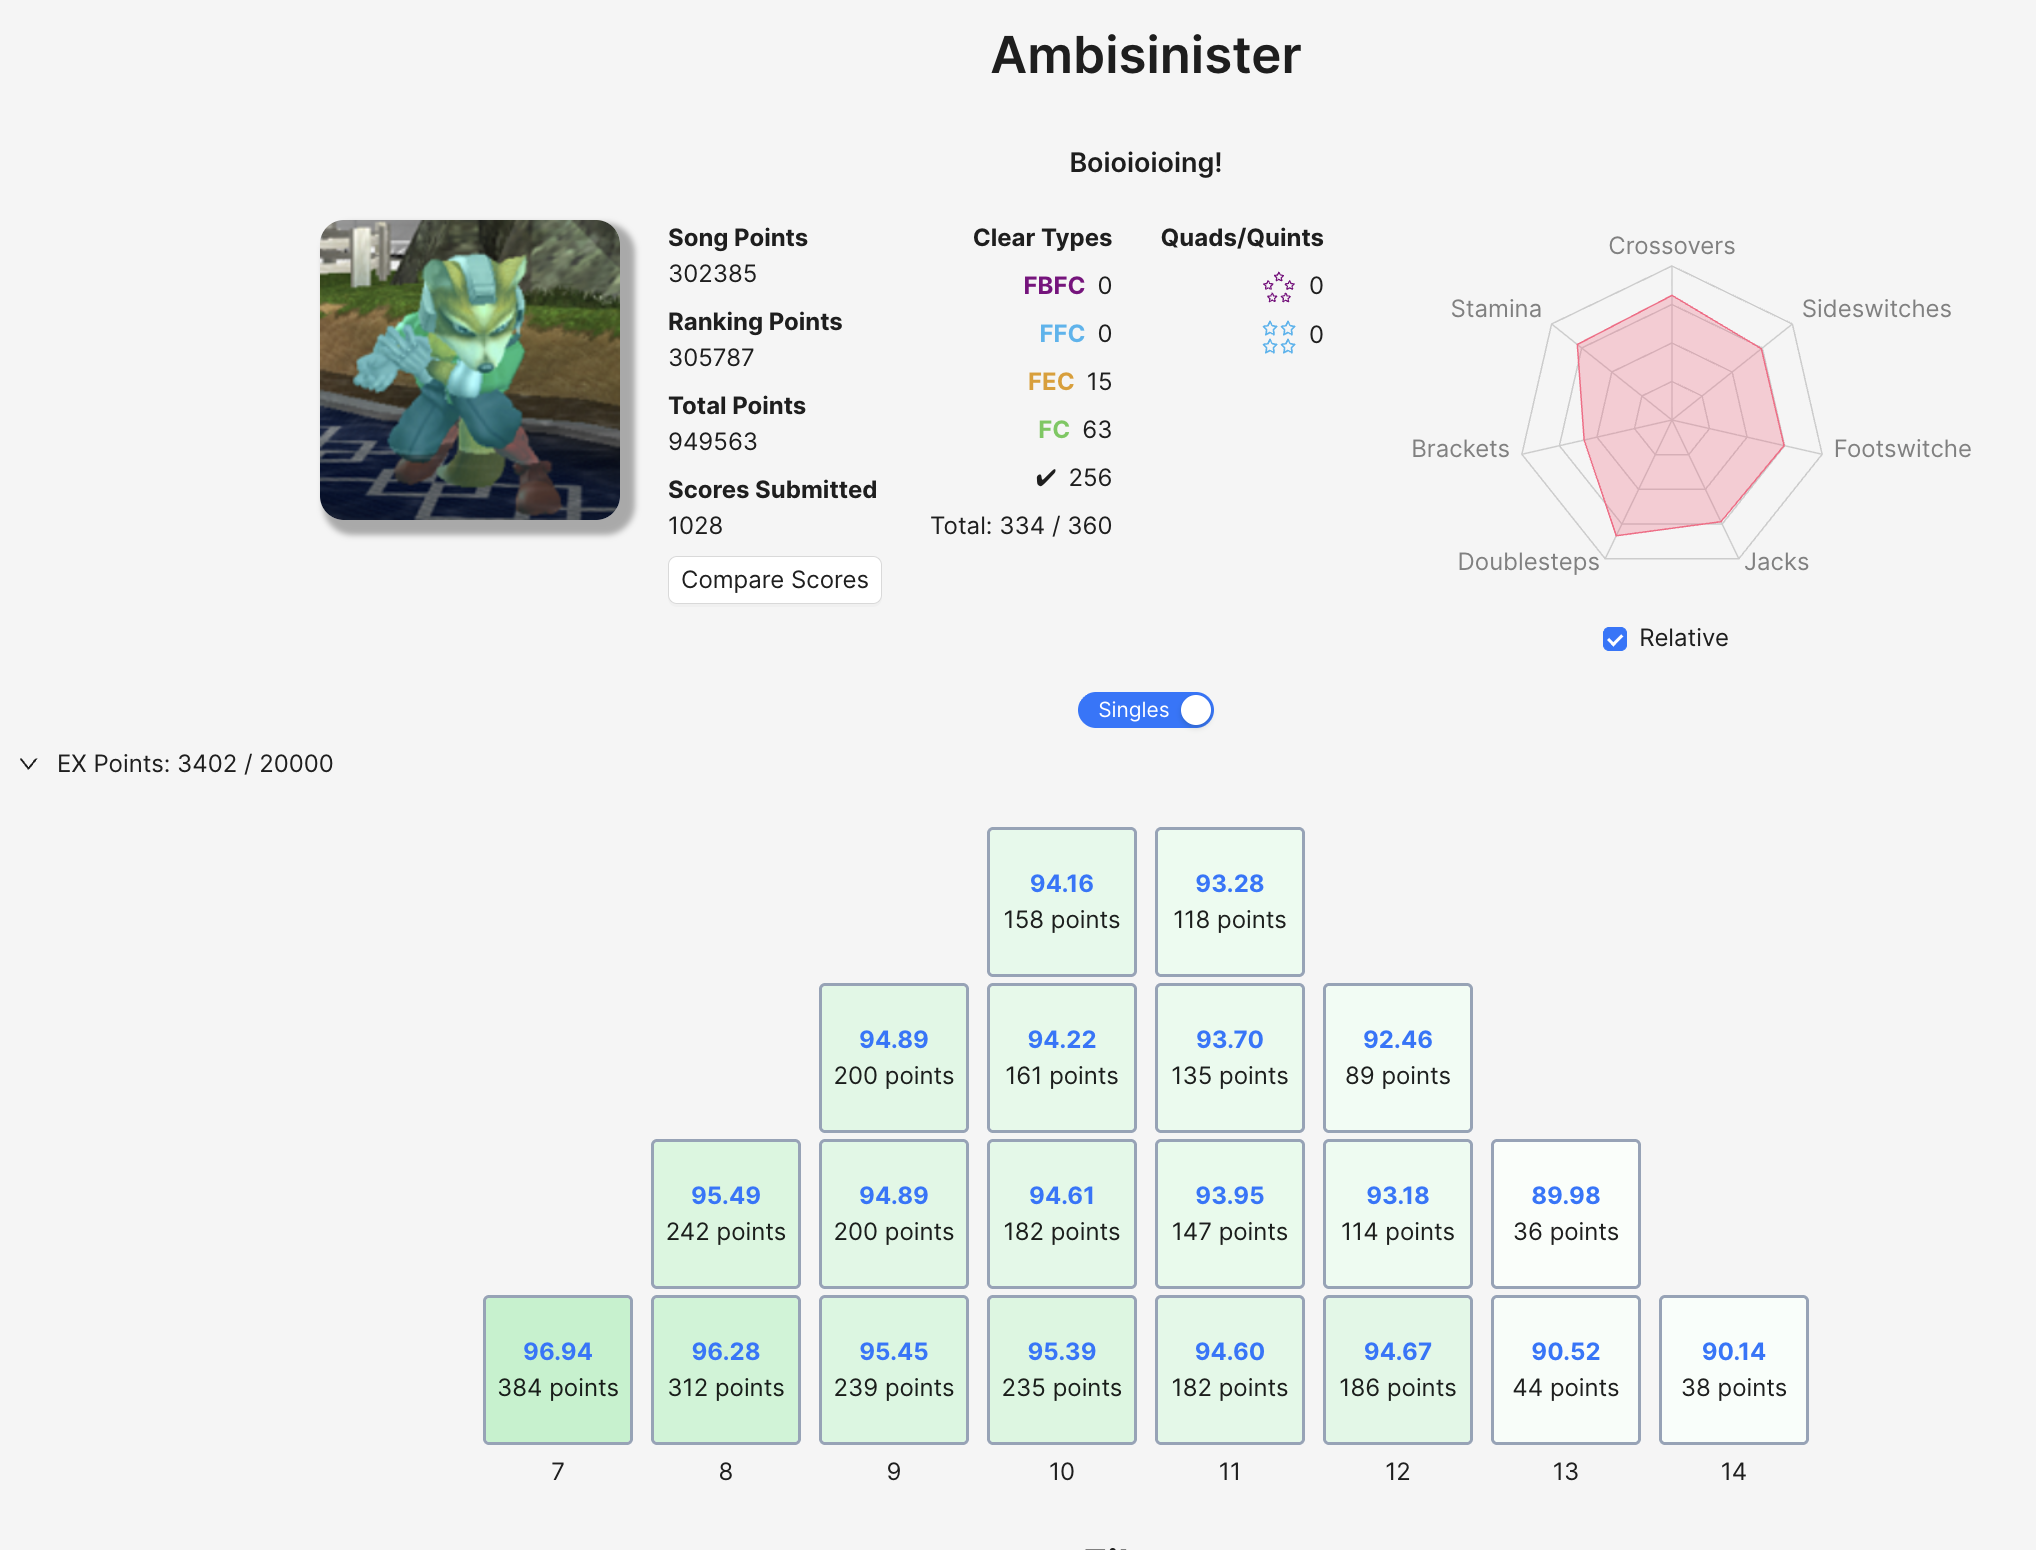 Ambisinister
Boioioioing!
Song Points
302385
Ranking Points
305787
Total Points
949563
Scores Submitted
1028
Compare Scores
Clear Types
FBFC 0
FFC 0
FEC 15
FC 63
✔ 256
Total: 334 / 360
Quads/Quints
0
0
Crossovers
Sideswitches
Footswitche
Jacks
Doublesteps
Brackets
Stamina
Relative
Singles
EX Points: 3402 / 20000
94.16 93.28
158 points 118 points
94.89 94.22 93.70 92.46
200 points 161 points 135 points 89 points
95.49 94.89 94.61 93.95 93.18 89.98
242 points 200 points 182 points 147 points 114 points 36 points
96.94 96.28 95.45 95.39 94.60 94.67 90.52 90.14
384 points 312 points 239 points 235 points 182 points 186 points 44 points 38 points
7 8 9 10 11 12 13 14